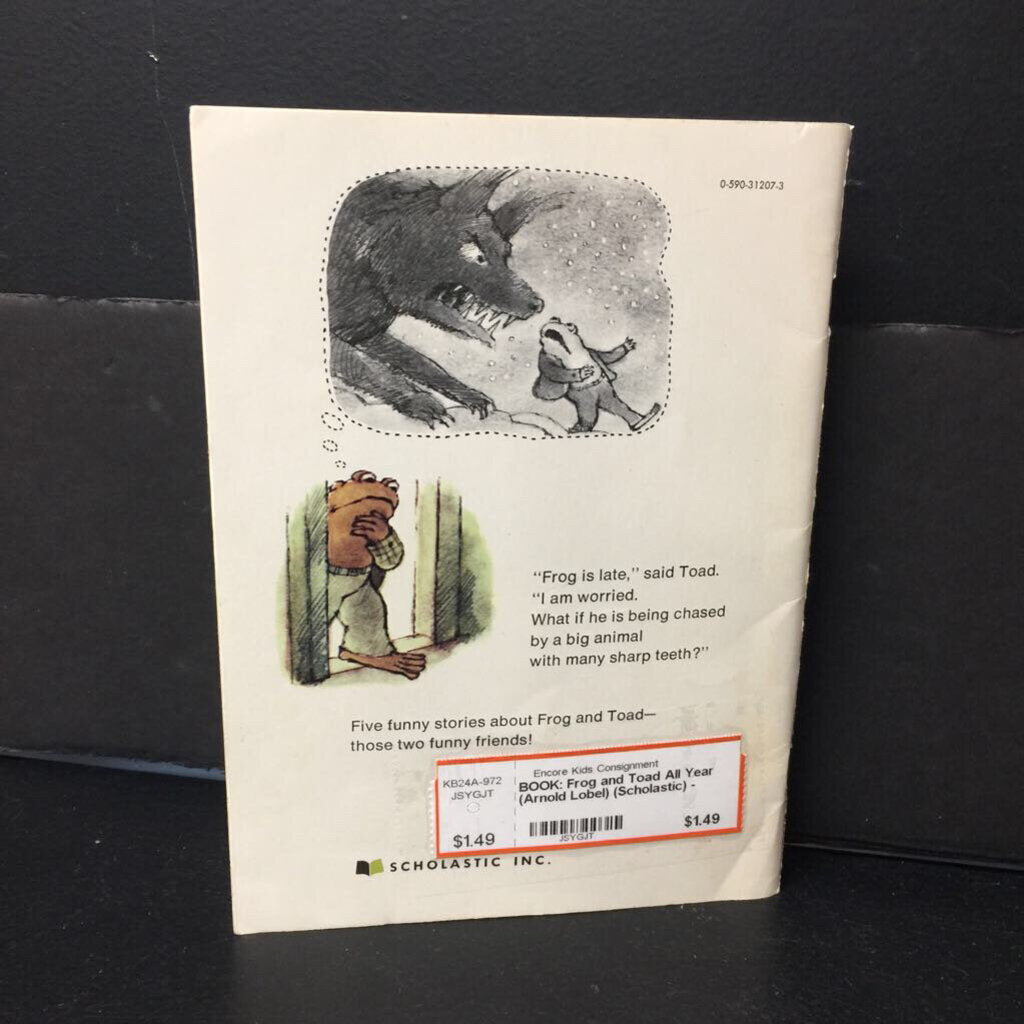 0-590-31207-3
“Frog is late,” said Toad.
“I am worried.
What if he is being chased
by a big animal
with many sharp teeth?”
Five funny stories about Frog and Toad—
those two funny friends!
KB24A-972
JSYGJT
$1.49
Encore Kids Consignment
BOOK: Frog and Toad All Year
(Arnold Lobel) (Scholastic) -
JSYGJT
$1.49
SCHOLASTIC INC.